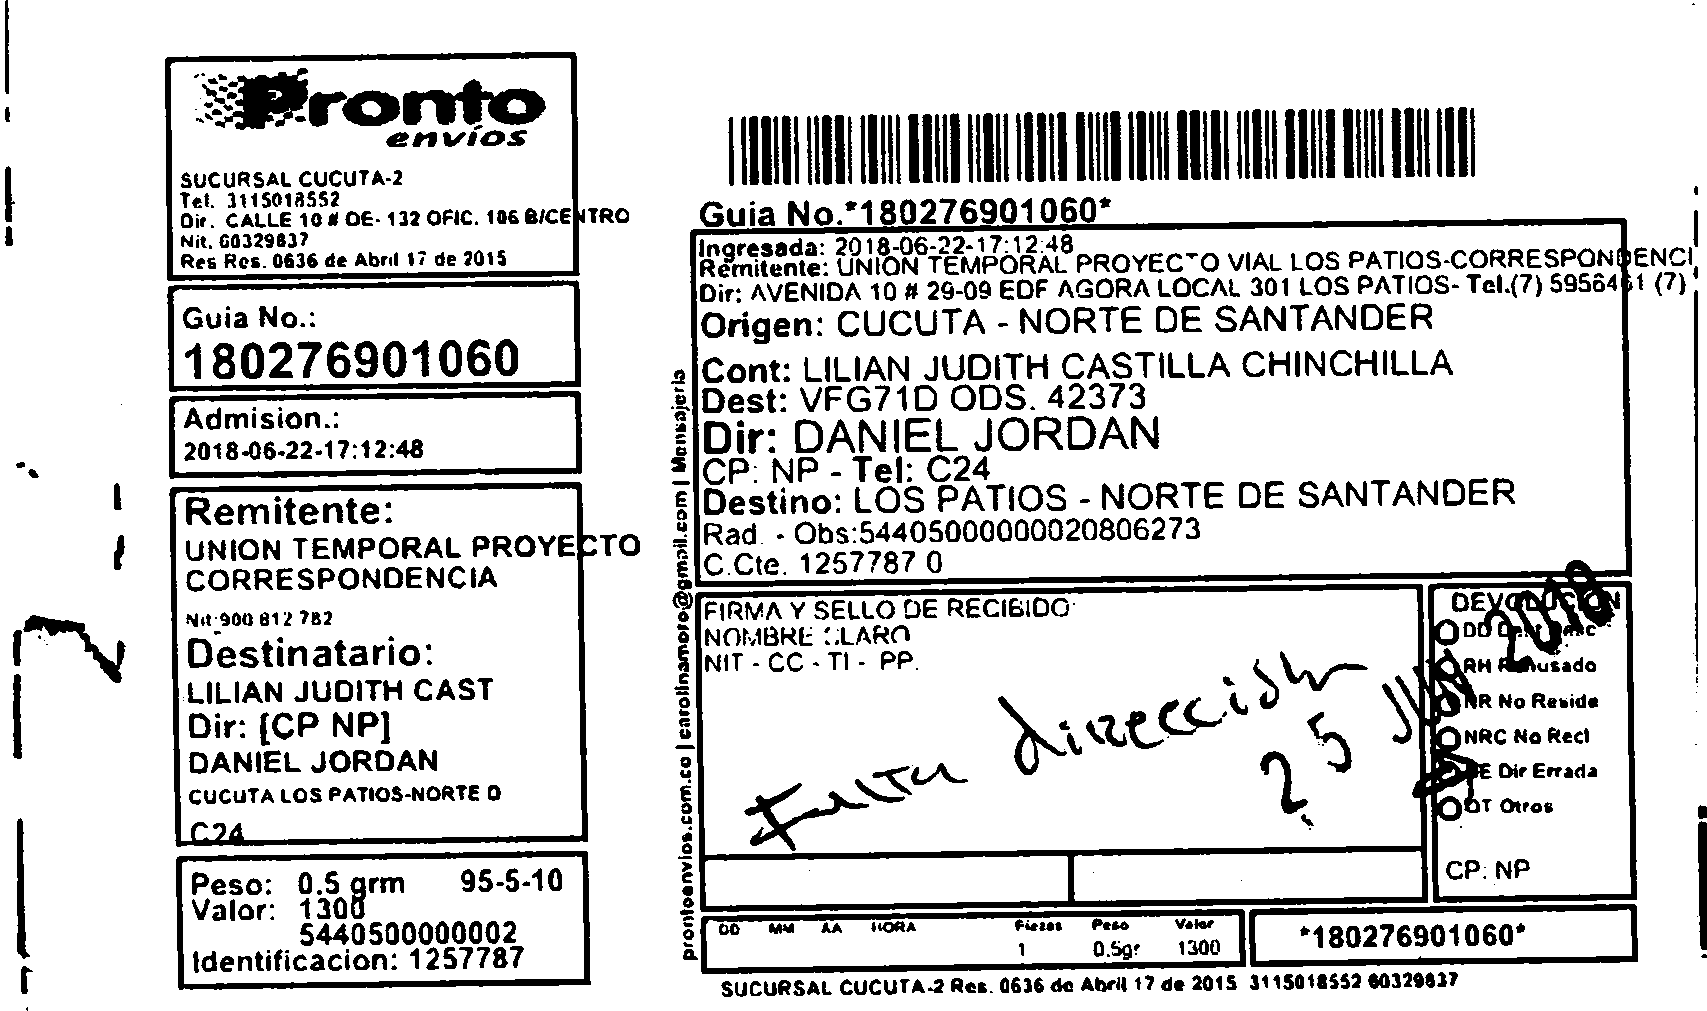 Pronto
envíos
SUCURSAL CUCUTA-2
Tel. 3115018552
Dir. CALLE 10 # OE- 132 OFIC. 106 B/CENTRO
Nit. 60329837
Res Res. 0636 de Abril 17 de 2015
Guia No.:
180276901060
Admision.:
2018-06-22-17:12:48
Remitente:
UNION TEMPORAL PROYECTO
CORRESPONDENCIA
Nit:900 812 782
Destinatario:
LILIAN JUDITH CAST
Dir: [CP NP]
DANIEL JORDAN
CUCUTA LOS PATIOS-NORTE D
C24
Peso: 0.5 grm 95-5-10
Valor: 1300
5440500000002
Identificacion: 1257787
prontoenvios.com.co | carolinamoro@gmail.com | Mensajeria
Guia No.*180276901060*
Ingresada: 2018-06-22-17:12:48
Remitente: UNION TEMPORAL PROYECTO VIAL LOS PATIOS-CORRESPONDENCI
Dir: AVENIDA 10 # 29-09 EDF AGORA LOCAL 301 LOS PATIOS- Tel.(7) 5956461 (7)
Origen: CUCUTA - NORTE DE SANTANDER
Cont: LILIAN JUDITH CASTILLA CHINCHILLA
Dest: VFG71D ODS. 42373
Dir: DANIEL JORDAN
CP: NP - Tel: C24
Destino: LOS PATIOS - NORTE DE SANTANDER
Rad. - Obs:54405000000020806273
C.Cte. 1257787 0
FIRMA Y SELLO DE RECIBIDO
NOMBRE CLARO
NIT - CC - TI - PP.
Falta dirección
25 JUN 2018
DEVOLUCION
DD
RH Rehusado
NR No Reside
NRC No Recl
DE Dir Errada
OT Otros
CP: NP
DD MM AA HORA Piezas Peso Valor
1 0.5gr 1300
*180276901060*
SUCURSAL CUCUTA-2 Res. 0636 de Abril 17 de 2015 3115018552 60329837